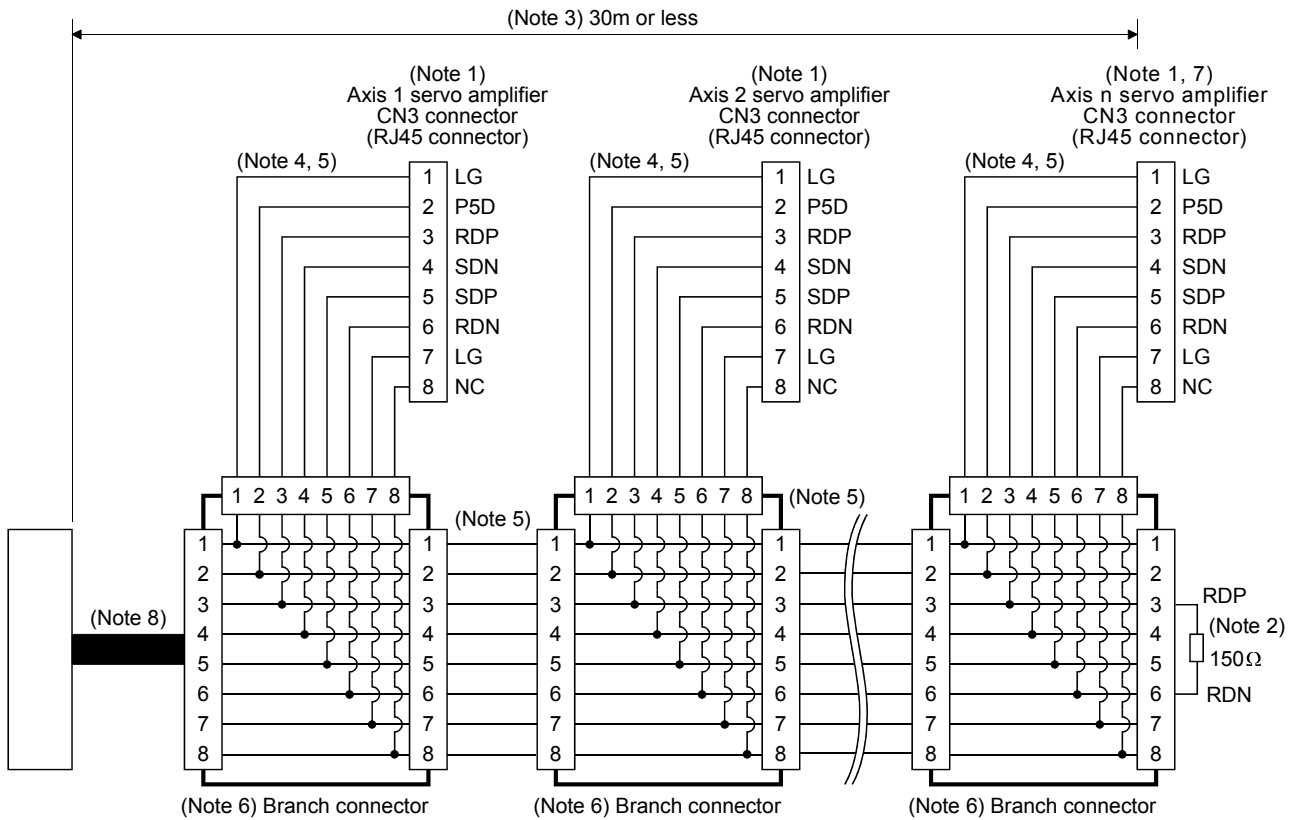 (Note 3) 30m or less
(Note 1)
Axis 1 servo amplifier
CN3 connector
(RJ45 connector)
(Note 1)
Axis 2 servo amplifier
CN3 connector
(RJ45 connector)
(Note 1, 7)
Axis n servo amplifier
CN3 connector
(RJ45 connector)
(Note 4, 5)
1 LG
2 P5D
3 RDP
4 SDN
5 SDP
6 RDN
7 LG
8 NC
(Note 4, 5)
1 LG
2 P5D
3 RDP
4 SDN
5 SDP
6 RDN
7 LG
8 NC
(Note 4, 5)
1 LG
2 P5D
3 RDP
4 SDN
5 SDP
6 RDN
7 LG
8 NC
1 2 3 4 5 6 7 8
1 2 3 4 5 6 7 8
1 2 3 4 5 6 7 8
(Note 5)
(Note 5)
(Note 8)
1 1 1 1 1 1
2 2 2 2 2 2
3 3 3 3 3 3
4 4 4 4 4 4
5 5 5 5 5 5
6 6 6 6 6 6
7 7 7 7 7 7
8 8 8 8 8 8
RDP
(Note 2)
150Ω
RDN
(Note 6) Branch connector
(Note 6) Branch connector
(Note 6) Branch connector